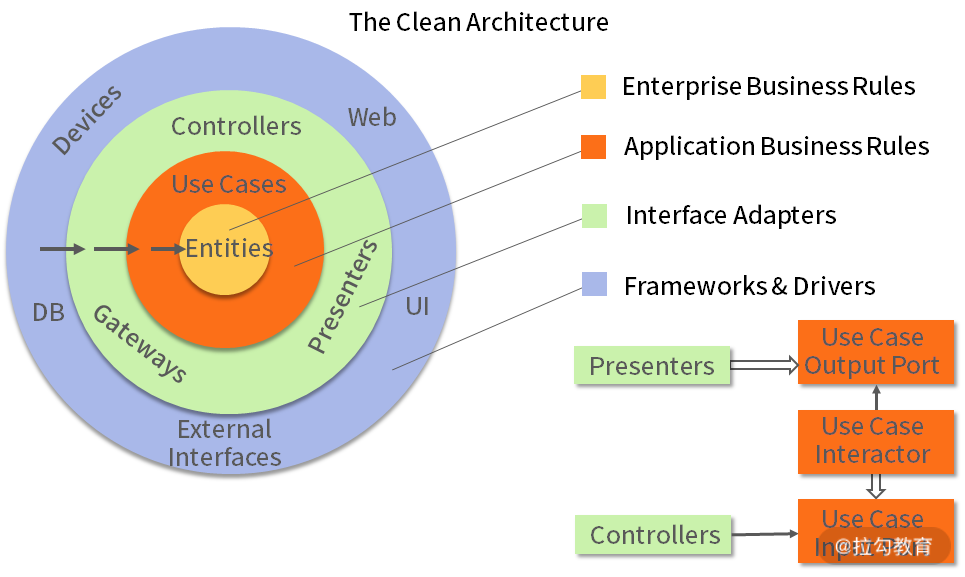 The Clean Architecture
Devices
Web
Controllers
Use Cases
Entities
Presenters
Gateways
DB
UI
External
Interfaces
Enterprise Business Rules
Application Business Rules
Interface Adapters
Frameworks & Drivers
Presenters
Use Case
Output Port
Use Case
Interactor
Controllers
Use Case
Input
@拉勾教育